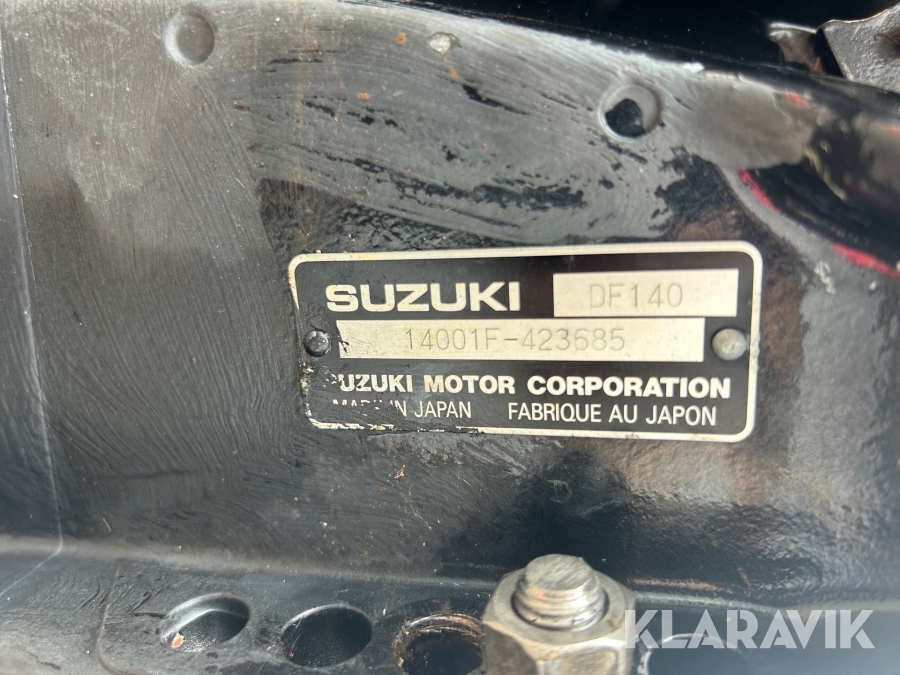 SUZUKI DF140
14001F-423685
SUZUKI MOTOR CORPORATION
MADE IN JAPAN FABRIQUE AU JAPON
KLARAVIK